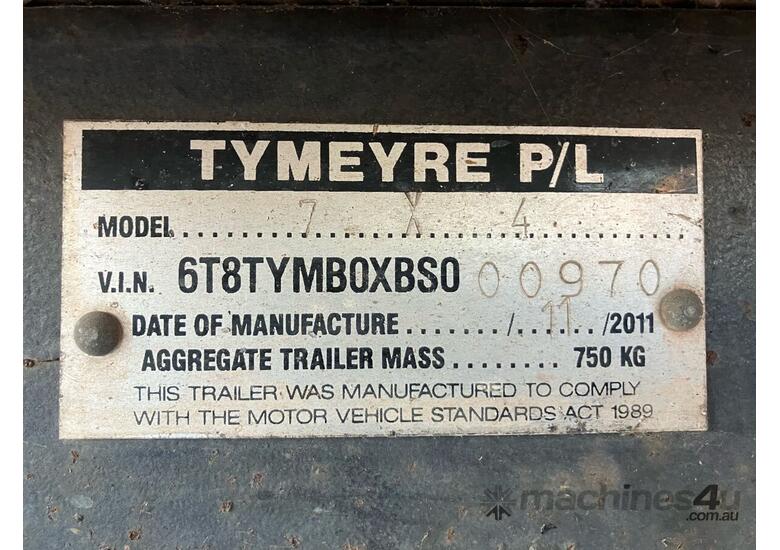 TYMEYRE P/L
MODEL.......7.....X.....4..........
V.I.N. 6T8TYMB0XBS000970
DATE OF MANUFACTURE......./..11..../2011
AGGREGATE TRAILER MASS........ 750 KG
THIS TRAILER WAS MANUFACTURED TO COMPLY
WITH THE MOTOR VEHICLE STANDARDS ACT 1989
machines4u
.com.au